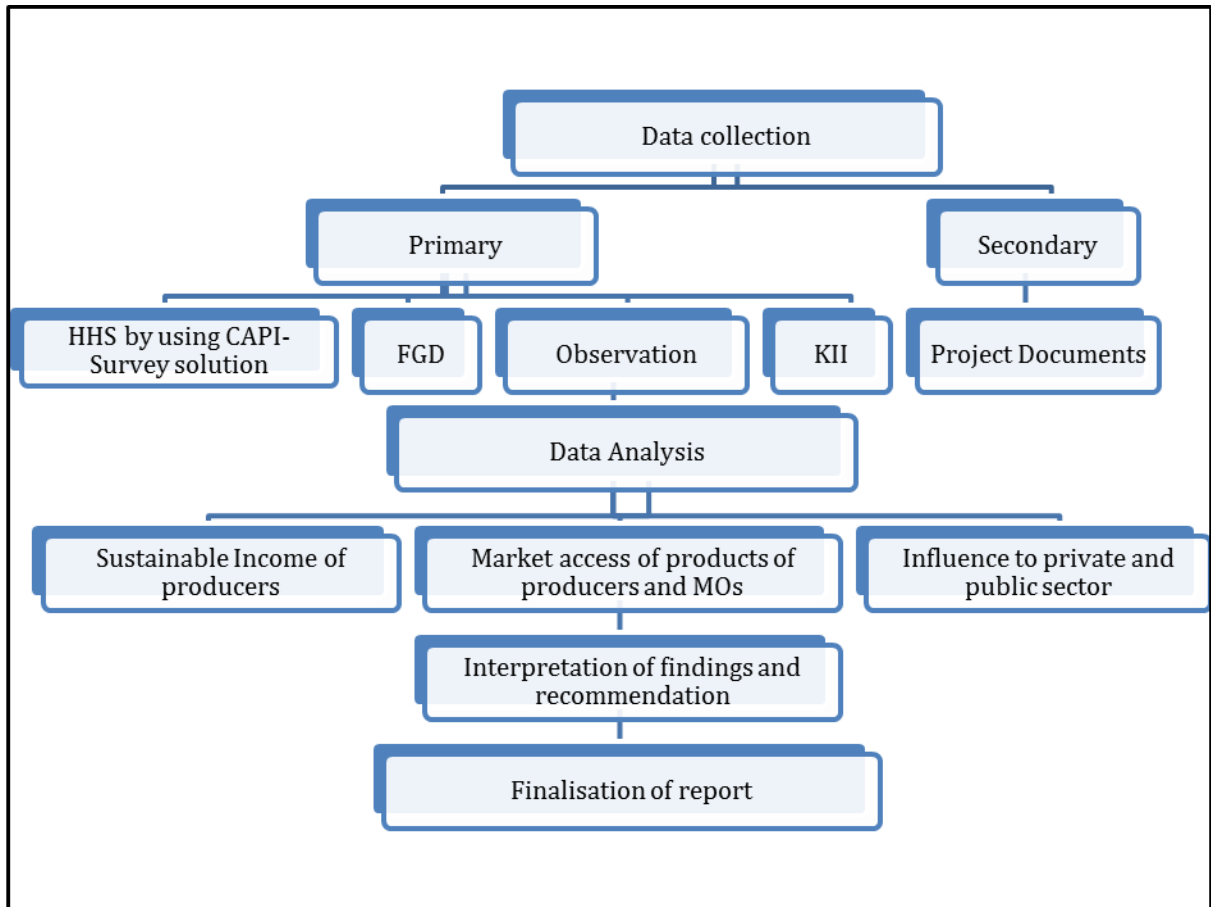 Data collection
Primary
Secondary
HHS by using CAPI-
Survey solution
FGD
Observation
KII
Project Documents
Data Analysis
Sustainable Income of
producers
Market access of products of
producers and MOs
Influence to private and
public sector
Interpretation of findings and
recommendation
Finalisation of report